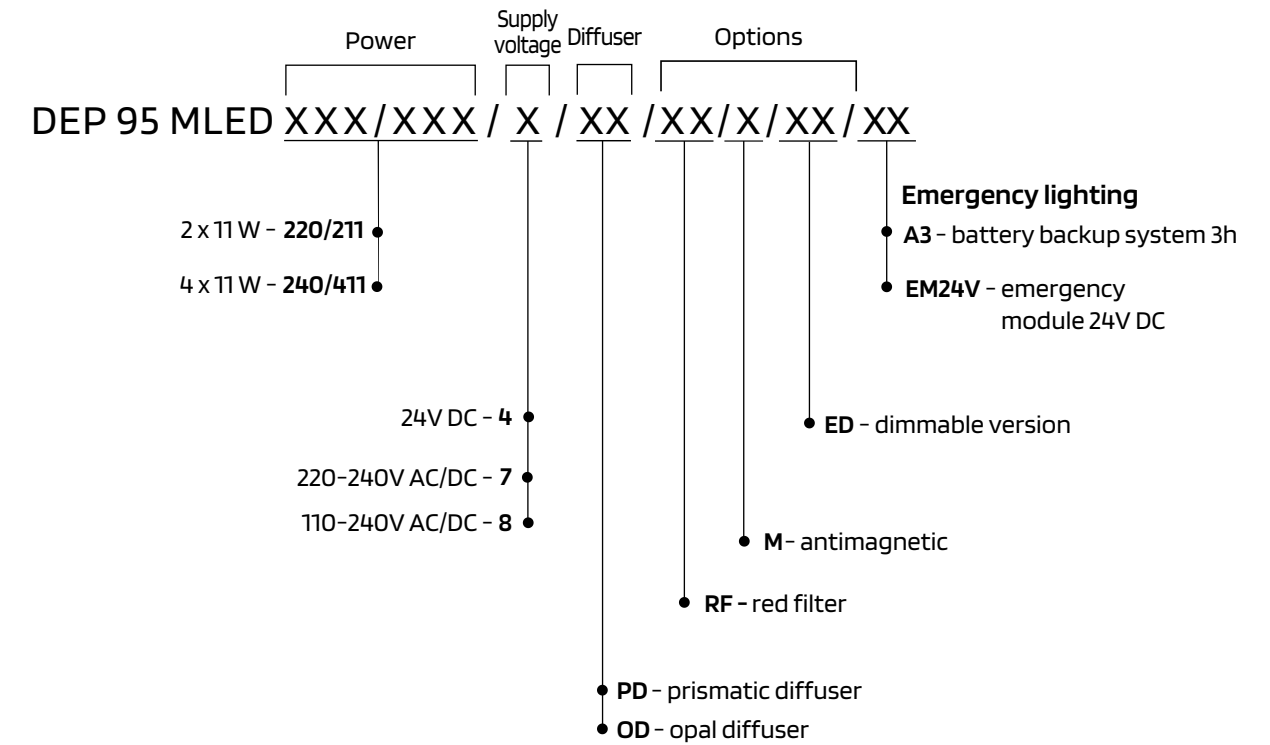 Supply
voltage
Power
Diffuser
Options
DEP 95 MLED XXX/XXX / X / XX /XX/X/XX/ XX
Emergency lighting
2 x 11 W - 220/211
A3 - battery backup system 3h
4 x 11 W - 240/411
EM24V - emergency
module 24V DC
24V DC - 4
ED - dimmable version
220-240V AC/DC - 7
110-240V AC/DC - 8
M- antimagnetic
RF - red filter
PD - prismatic diffuser
OD - opal diffuser